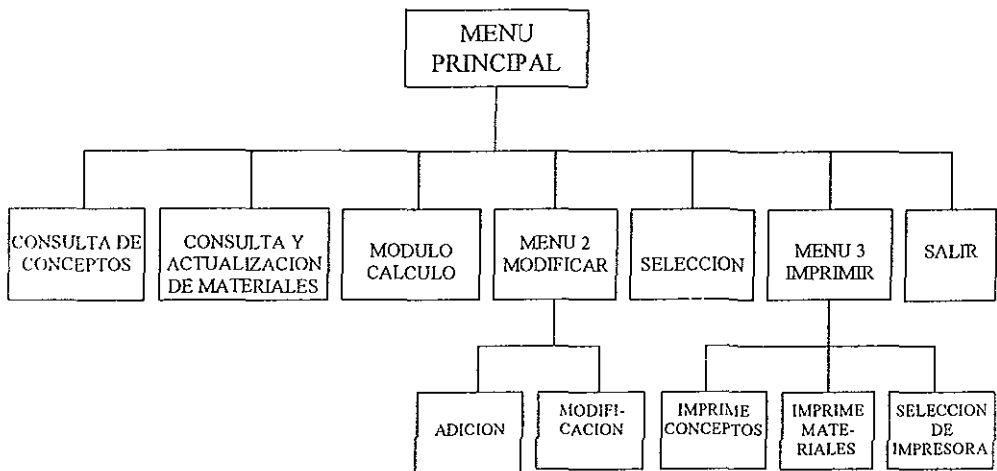 MENU
PRINCIPAL
CONSULTA DE
CONCEPTOS
CONSULTA Y
ACTUALIZACION
DE MATERIALES
MODULO
CALCULO
MENU 2
MODIFICAR
SELECCION
MENU 3
IMPRIMIR
SALIR
ADICION
MODIFI-
CACION
IMPRIME
CONCEPTOS
IMPRIME
MATE-
RIALES
SELECCION
DE
IMPRESORA